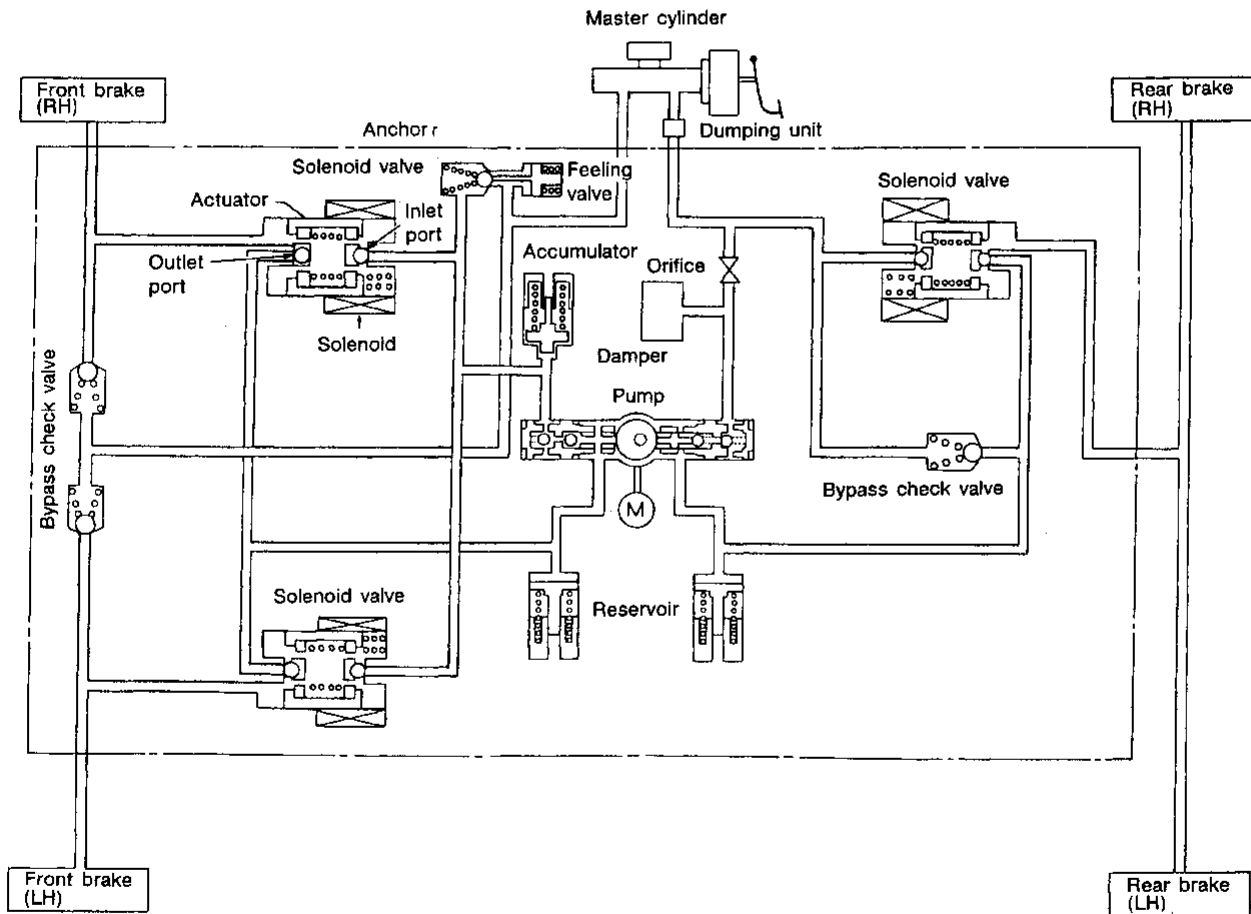 Master cylinder
Front brake
(RH)
Rear brake
(RH)
Anchor r
Dumping unit
Solenoid valve
Feeling
valve
Solenoid valve
Actuator
Inlet
port
Outlet
port
Accumulator
Orifice
Solenoid
Damper
Pump
Bypass check valve
Bypass check valve
M
Solenoid valve
Reservoir
Front brake
(LH)
Rear brake
(LH)